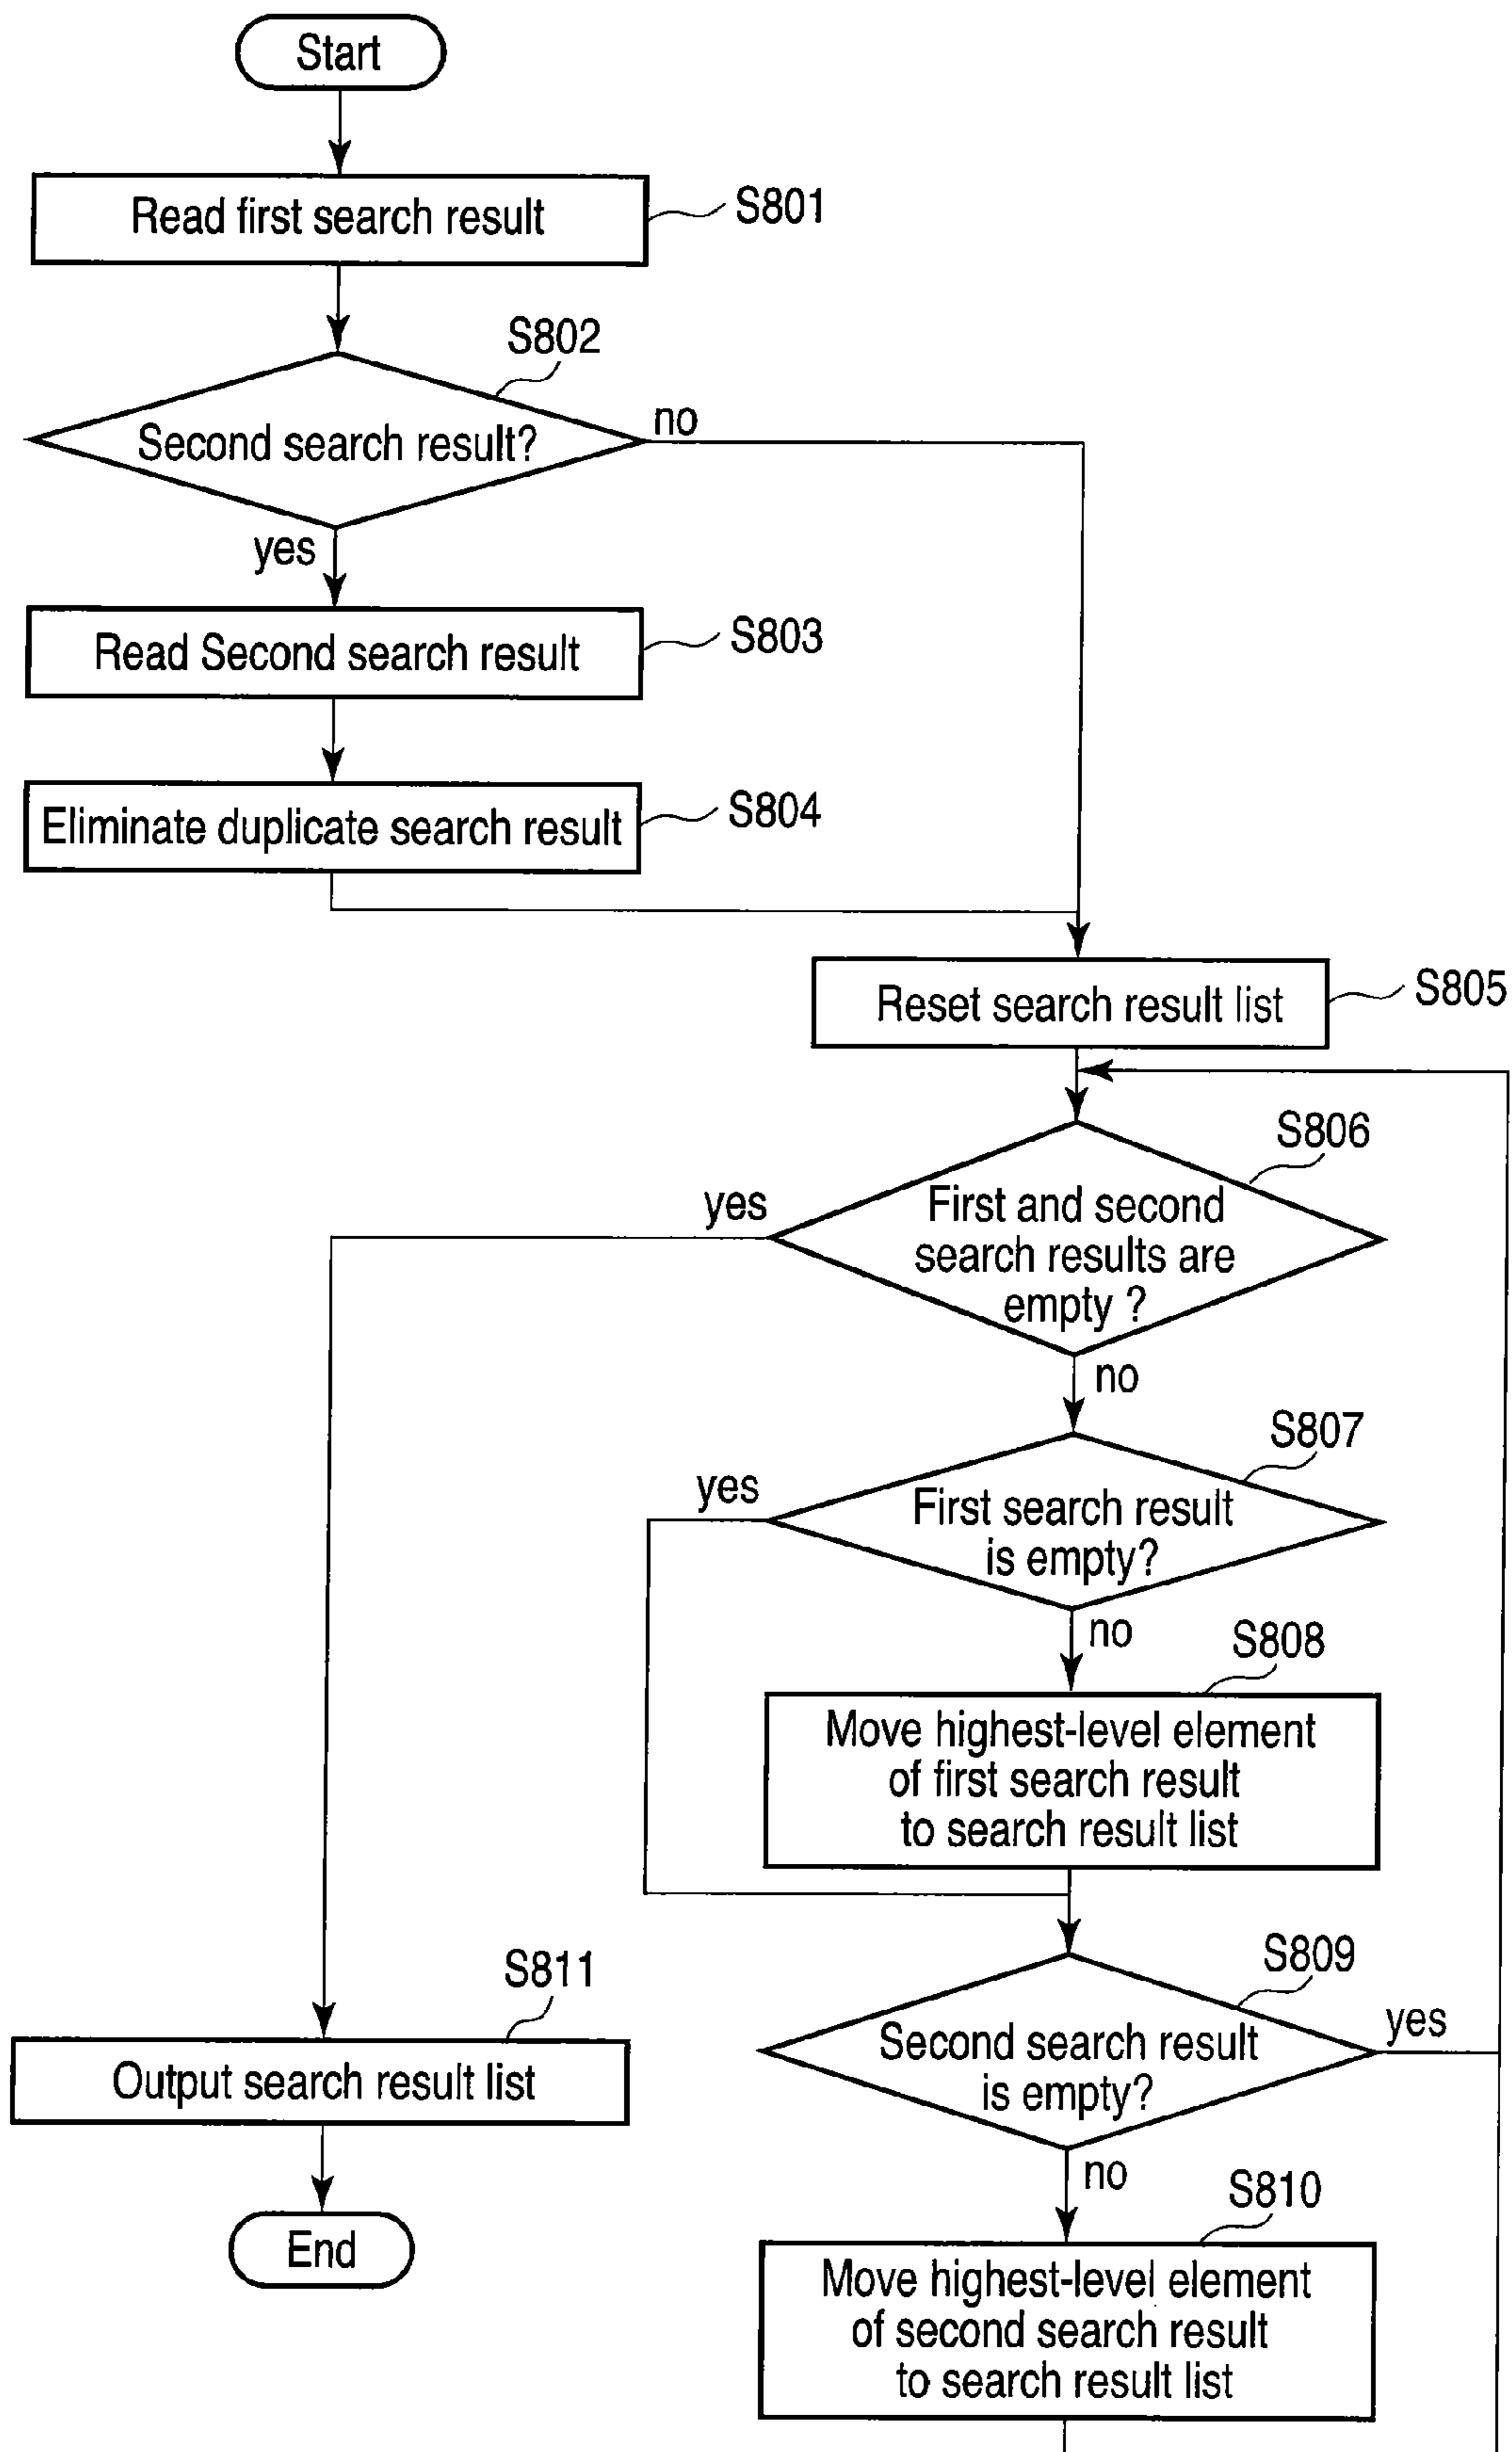 Start
Read first search result
S801
S802
Second search result?
no
yes
Read Second search result
S803
Eliminate duplicate search result
S804
Reset search result list
S805
S806
First and second
search results are
empty ?
yes
no
S807
First search result
is empty?
yes
no
S808
Move highest-level element
of first search result
to search result list
S809
Second search result
is empty?
yes
no
S810
Move highest-level element
of second search result
to search result list
S811
Output search result list
End